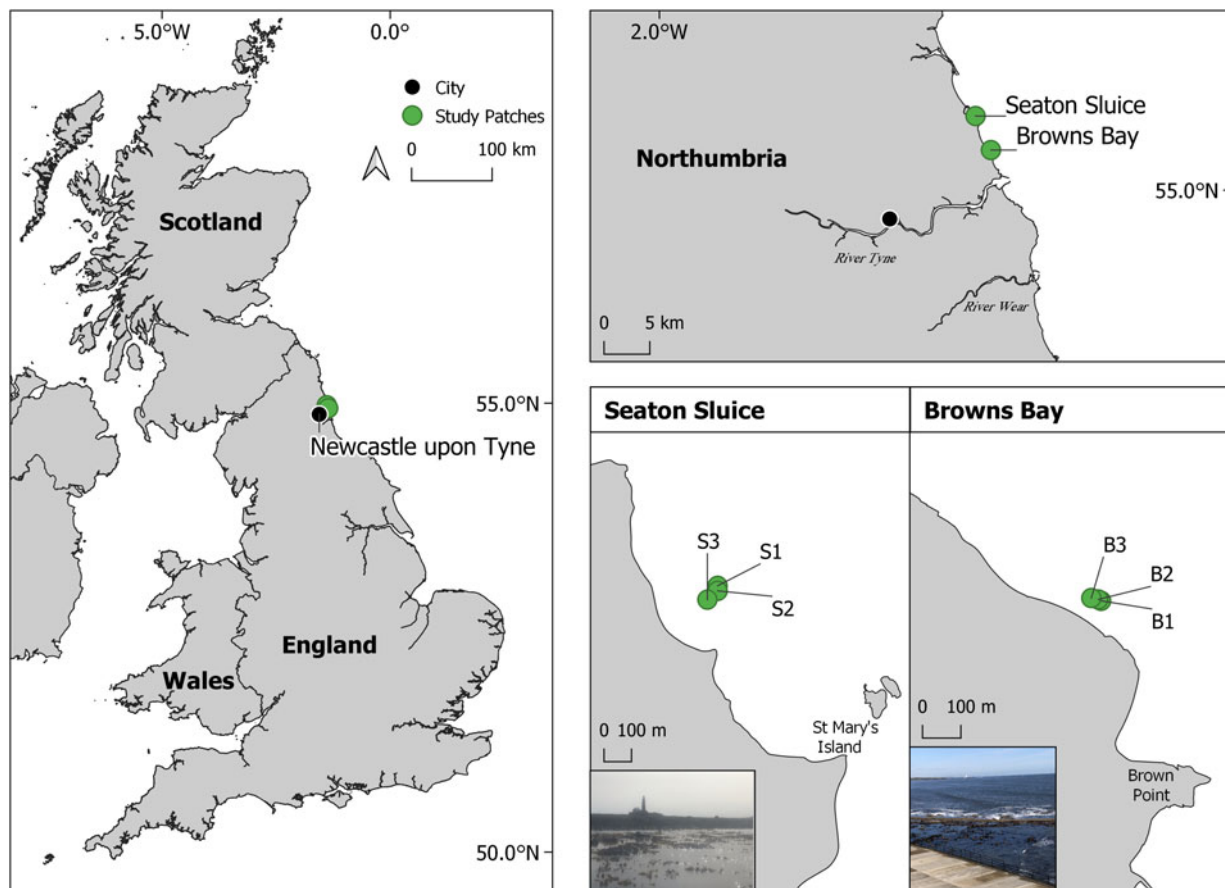 5.0°W
0.0°
City
Study Patches
0
100 km
Scotland
55.0°N
Newcastle upon Tyne
England
Wales
50.0°N
2.0°W
Seaton Sluice
Browns Bay
Northumbria
55.0°N
River Tyne
River Wear
0
5 km
Seaton Sluice
S3
S1
S2
St Mary's
Island
0 100 m
Browns Bay
B3
B2
B1
0 100 m
Brown
Point